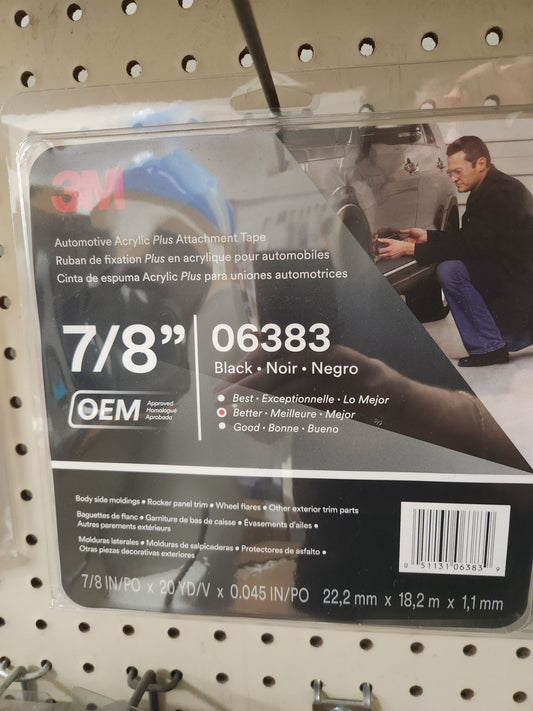 3M
Automotive Acrylic Plus Attachment Tape
Ruban de fixation Plus en acrylique pour automobiles
Cinta de espuma Acrylic Plus para uniones automotrices
7/8”
06383
Black • Noir • Negro
OEM
Approved
Homologué
Aprobada
Best • Exceptionnelle • Lo Mejor
Better • Meilleure • Mejor
Good • Bonne • Bueno
Body side moldings • Rocker panel trim • Wheel flares • Other exterior trim parts
Baguettes de flanc • Garniture de bas de caisse • Évasements d'ailes •
Autres parements extérieurs
Molduras laterales • Molduras de salpicaderas • Protectores de asfalto •
Otras piezas decorativas exteriores
0 51131 06383 9
7/8 IN/PO x 20 YD/V x 0.045 IN/PO 22,2 mm x 18,2 m x 1,1 mm